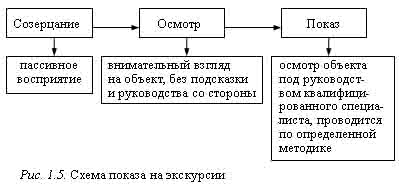 Созерцание
Осмотр
Показ
пассивное
восприятие
внимательный взгляд
на объект, без подсказки
и руководства со стороны
осмотр объекта
под руководст-
вом квалифици-
рованного специа-
листа, проводится
по определенной
методике
Рис. 1.5. Схема показа на экскурсии